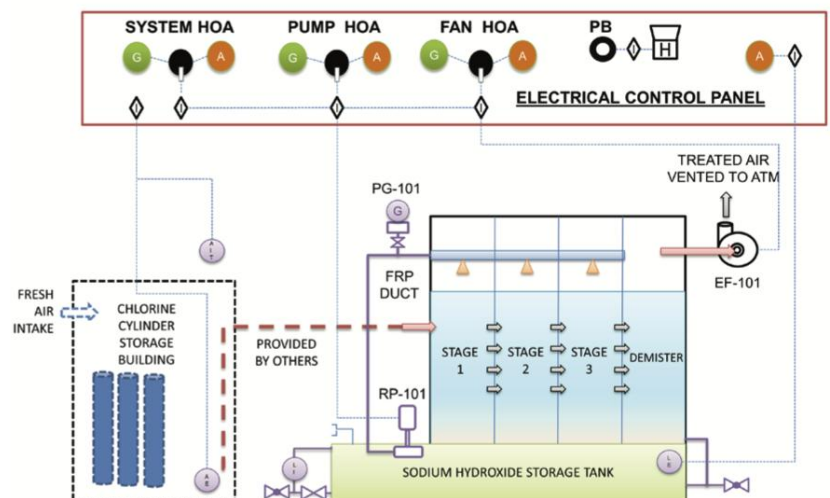 SYSTEM HOA
PUMP HOA
FAN HOA
PB
G
A
G
A
G
A
H
A
ELECTRICAL CONTROL PANEL
TREATED AIR
VENTED TO ATM
PG-101
G
EF-101
FRP
DUCT
FRESH
AIR
INTAKE
CHLORINE
CYLINDER
STORAGE
BUILDING
PROVIDED
BY OTHERS
STAGE
1
STAGE
2
STAGE
3
DEMISTER
RP-101
SODIUM HYDROXIDE STORAGE TANK